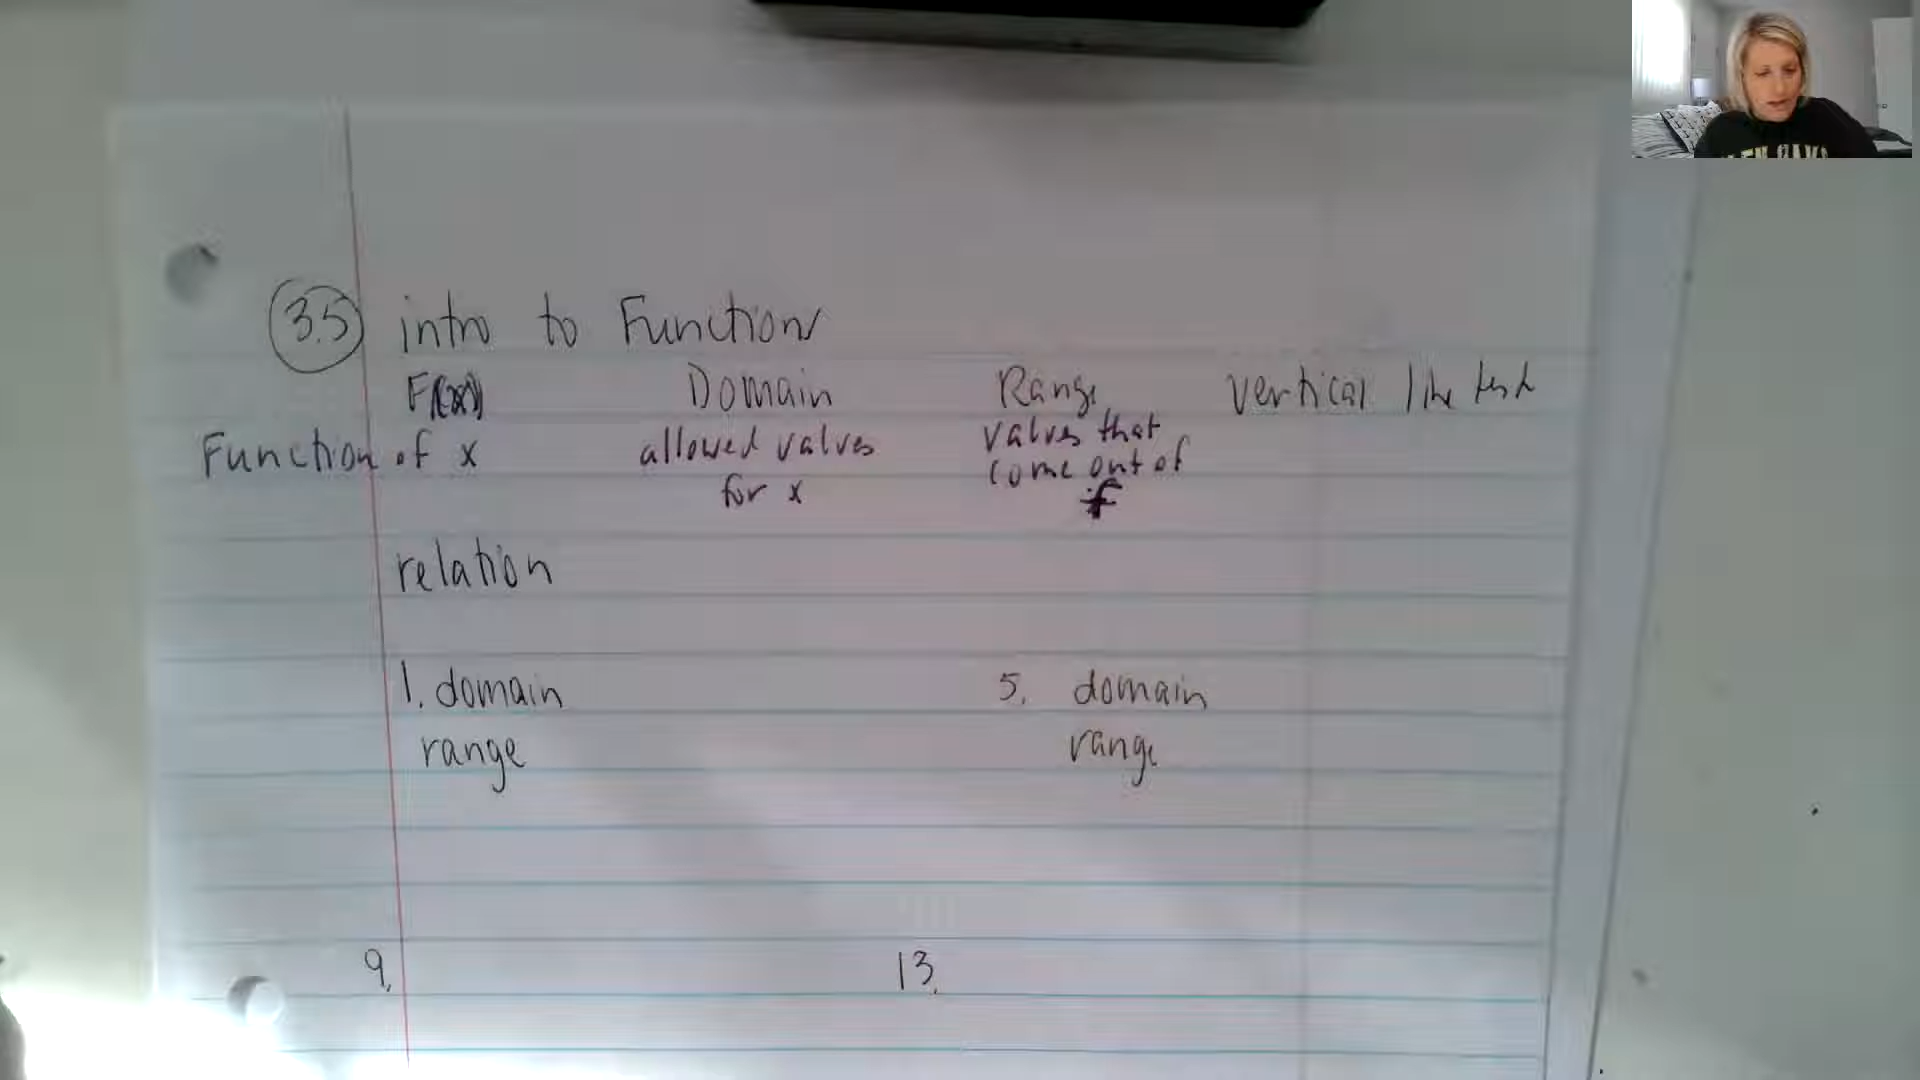 3.5 intro to Functions
F(x) Domain Range vertical line test
Function of x allowed values values that
for x come out of
f
relation
1. domain 5. domain
range range
9. 13.